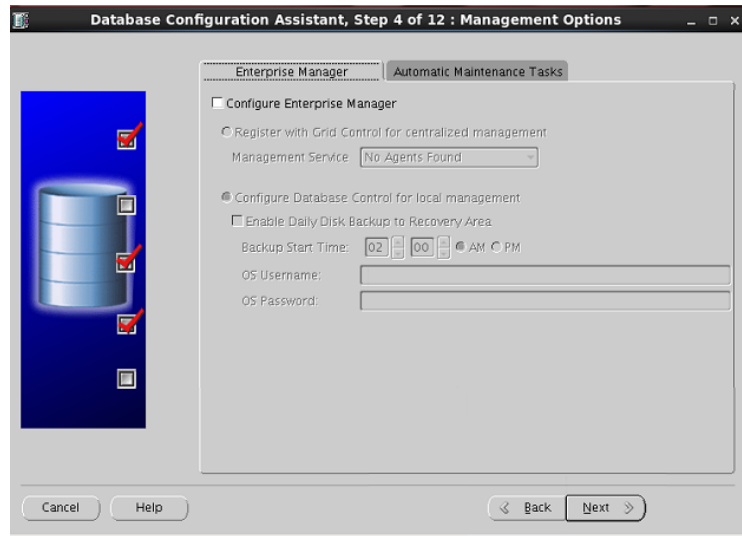 Database Configuration Assistant, Step 4 of 12 : Management Options
Enterprise Manager Automatic Maintenance Tasks
Configure Enterprise Manager
Register with Grid Control for centralized management
Management Service No Agents Found
Configure Database Control for local management
Enable Daily Disk Backup to Recovery Area
Backup Start Time: 02 00 AM PM
OS Username:
OS Password:
Cancel Help Back Next